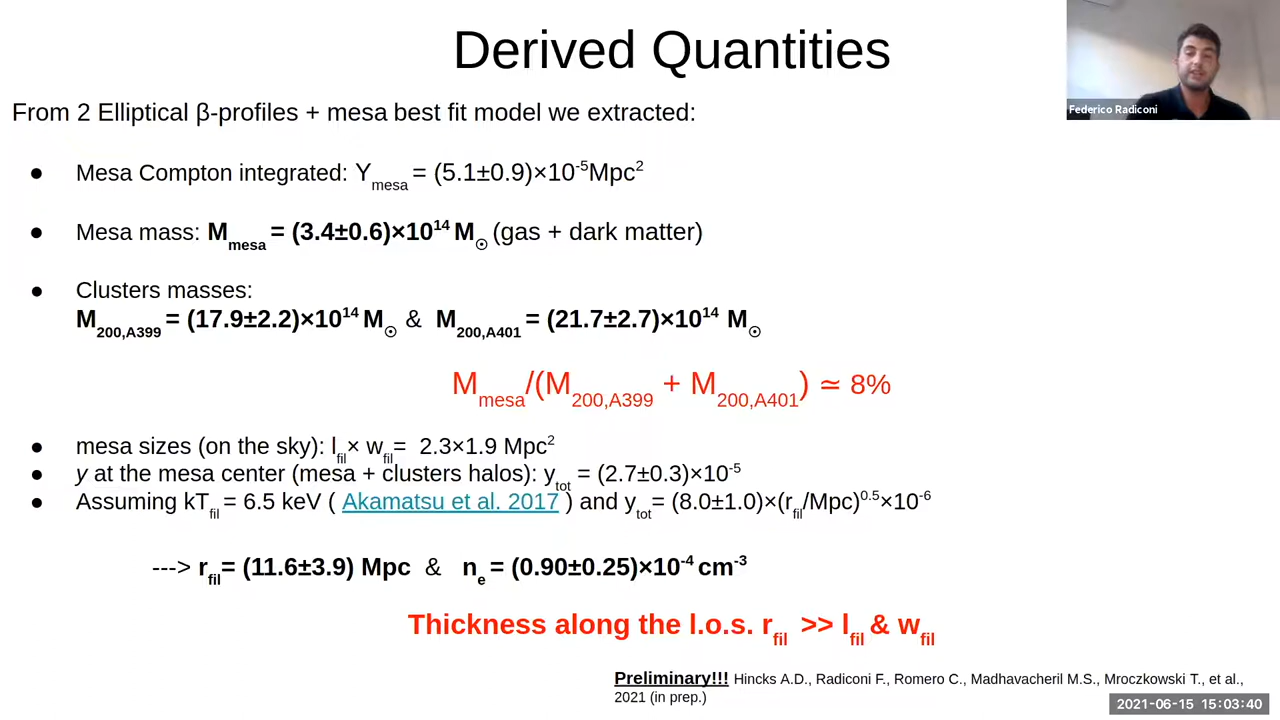 Derived Quantities
Federico Radiconi
From 2 Elliptical β-profiles + mesa best fit model we extracted:
● Mesa Compton integrated: Y_mesa = (5.1±0.9)×10^-5 Mpc^2
● Mesa mass: M_mesa = (3.4±0.6)×10^14 M_☉ (gas + dark matter)
● Clusters masses:
M_200,A399 = (17.9±2.2)×10^14 M_☉ & M_200,A401 = (21.7±2.7)×10^14 M_☉
M_mesa/(M_200,A399 + M_200,A401) ≃ 8%
● mesa sizes (on the sky): l_fil × w_fil = 2.3×1.9 Mpc^2
● y at the mesa center (mesa + clusters halos): y_tot = (2.7±0.3)×10^-5
● Assuming kT_fil = 6.5 keV ( Akamatsu et al. 2017 ) and y_tot = (8.0±1.0)×(r_fil/Mpc)^0.5×10^-6
---> r_fil = (11.6±3.9) Mpc & n_e = (0.90±0.25)×10^-4 cm^-3
Thickness along the l.o.s. r_fil >> l_fil & w_fil
Preliminary!!! Hincks A.D., Radiconi F., Romero C., Madhavacheril M.S., Mroczkowski T., et al.,
2021 (in prep.)
2021-06-15 15:03:40